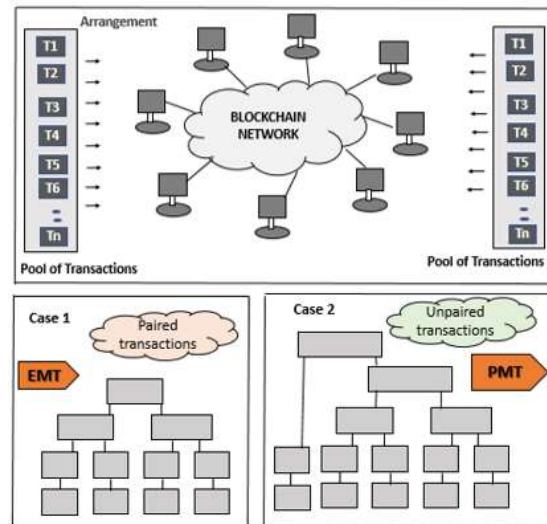 Arrangement
T1
T2
T3
T4
T5
T6
Tn
Pool of Transactions
BLOCKCHAIN
NETWORK
T1
T2
T3
T4
T5
T6
Tn
Pool of Transactions
Case 1
Paired
transactions
EMT
Case 2
Unpaired
transactions
PMT